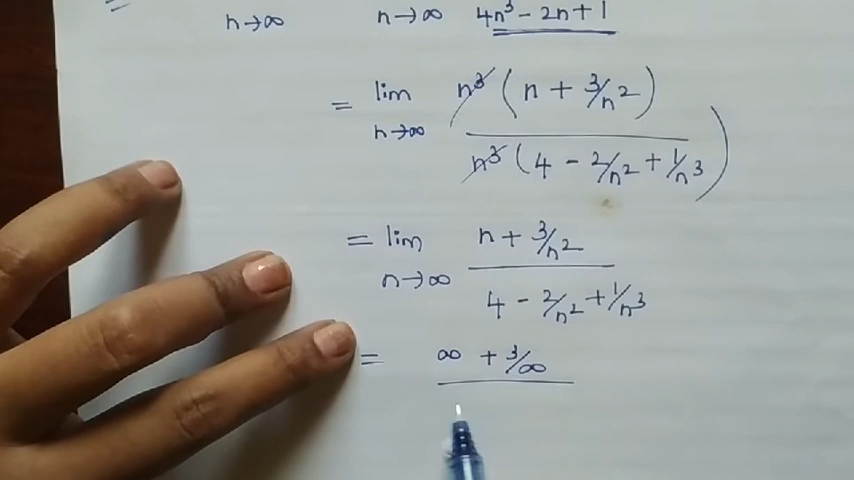 =
n→∞ n→∞ 4n³ - 2n + 1
= lim n→∞ n³ ( n + 3/n² ) / n³ ( 4 - 2/n² + 1/n³ )
= lim n→∞ n + 3/n² / 4 - 2/n² + 1/n³
= ∞ + 3/∞